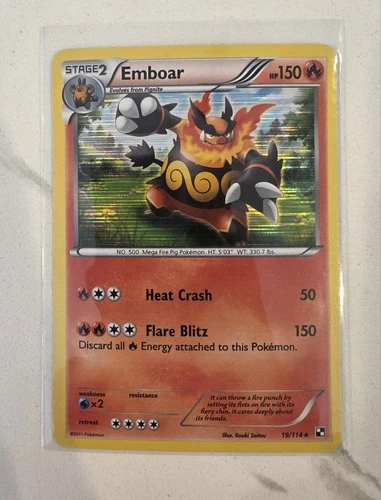 STAGE2 Emboar HP150
Evolves from Pignite
NO. 500 Mega Fire Pig Pokémon HT: 5'03" WT: 330.7 lbs.
Heat Crash 50
Flare Blitz 150
Discard all Energy attached to this Pokémon.
weakness resistance
×2
retreat
It can throw a fire punch by
setting its fists on fire with its
fiery chin. It cares deeply about
its friends.
©2011 Pokémon Illus. Kouki Saitou 19/114 ★